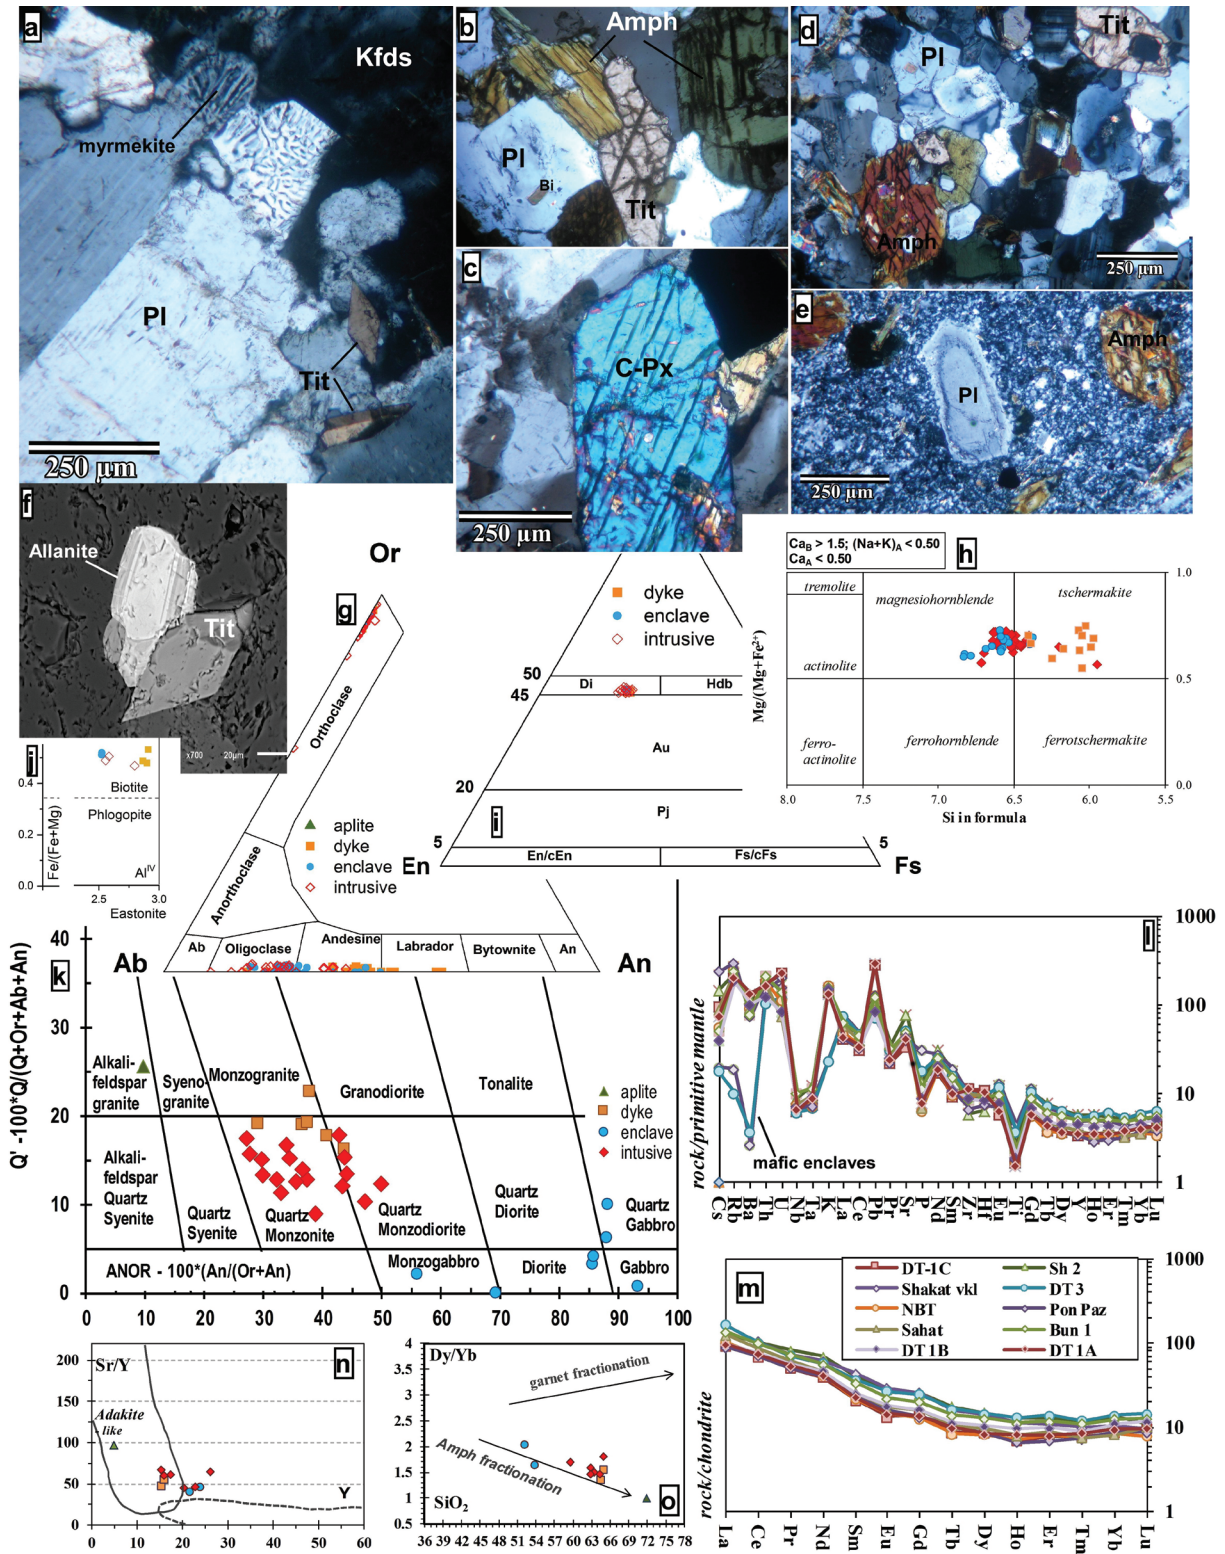 a
Kfds
myrmekite
Pl
Tit
250 µm
b
Amph
Pl
Bi
Tit
c
C-Px
250 µm
d
Pl
Tit
Amph
250 µm
e
Amph
Pl
250 µm
f
Allanite
Tit
x700 20µm
g
Or
Orthoclase
Anorthoclase
aplite
dyke
enclave
intrusive
Ab
Oligoclase
Andesine
Labrador
Bytownite
An
Ab
An
dyke
enclave
intrusive
50
45
Di
Hdb
Au
20
Pj
i
5
5
En/cEn
Fs/cFs
En
Fs
CaB > 1.5; (Na+K)A < 0.50
CaA < 0.50
h
tremolite
magnesiohornblende
tschermakite
actinolite
ferro-
actinolite
ferrohornblende
ferrotschermakite
1.0
0.5
0.0
Mg/(Mg+Fe²⁺)
8.0 7.5 7.0 6.5 6.0 5.5
Si in formula
j
0.4
0.2
0.0
Fe/(Fe+Mg)
Biotite
Phlogopite
Al IV
2.5 3.0
Eastonite
k
Q' -100*Q/(Q+Or+Ab+An)
40
30
20
10
0
Alkali-
feldspar
granite
Syeno-
granite
Monzogranite
Granodiorite
Tonalite
aplite
dyke
enclave
intusive
Alkali-
feldspar
Quartz
Syenite
Quartz
Syenite
Quartz
Monzonite
Quartz
Monzodiorite
Quartz
Diorite
Quartz
Gabbro
ANOR - 100*(An/(Or+An)
Monzogabbro
Diorite
Gabbro
0 10 20 30 40 50 60 70 80 90 100
l
rock/primitive mantle
1000
100
10
1
mafic enclaves
Cs Rb Ba Th U Nb Ta K La Ce Pb Pr Sr P Nd Sm Zr Hf Eu Ti Gd Tb Dy Y Ho Er Tm Yb Lu
m
DT-1C Sh 2
Shakat vkl DT 3
NBT Pon Paz
Sahat Bun 1
DT 1B DT 1A
rock/chondrite
1000
100
10
1
La Ce Pr Nd Sm Eu Gd Tb Dy Ho Er Tm Yb Lu
n
Sr/Y
200
150
100
50
0
Adakite
like
Y
0 10 20 30 40 50 60
Dy/Yb
4
3,5
3
2,5
2
1,5
1
0,5
garnet fractionation
Amph fractionation
SiO₂
o
36 39 42 45 48 51 54 57 60 63 66 69 72 75 78